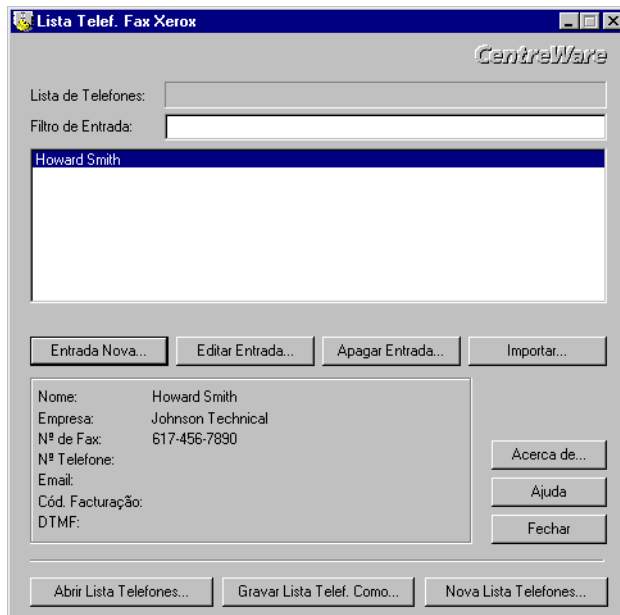 Lista Telef. Fax Xerox
CentreWare
Lista de Telefones:
Filtro de Entrada:
Howard Smith
Entrada Nova... Editar Entrada... Apagar Entrada... Importar...
Nome: Howard Smith
Empresa: Johnson Technical
Nº de Fax: 617-456-7890
Nº Telefone:
Email:
Cód. Facturação:
DTMF:
Acerca de...
Ajuda
Fechar
Abrir Lista Telefones... Gravar Lista Telef. Como... Nova Lista Telefones...